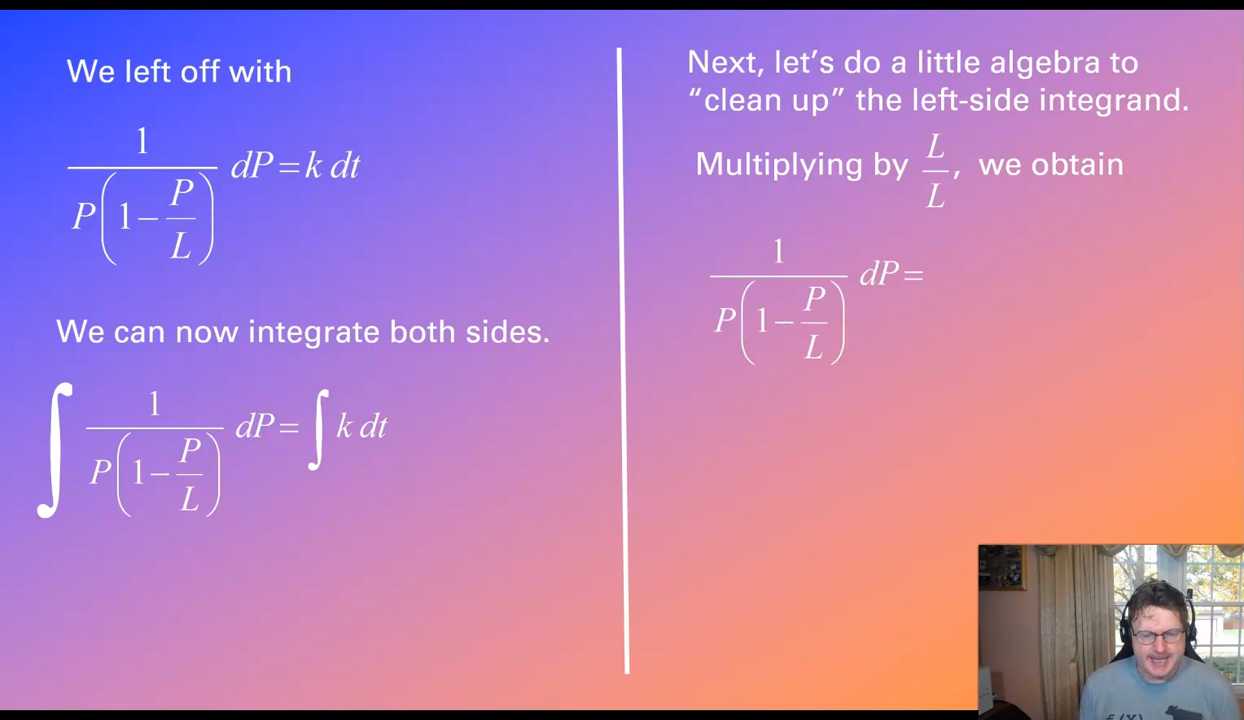 We left off with
1/(P(1−P/L)) dP=k dt
We can now integrate both sides.
∫ 1/(P(1−P/L)) dP=∫ k dt
Next, let’s do a little algebra to
“clean up” the left-side integrand.
Multiplying by L/L, we obtain
1/(P(1−P/L)) dP=